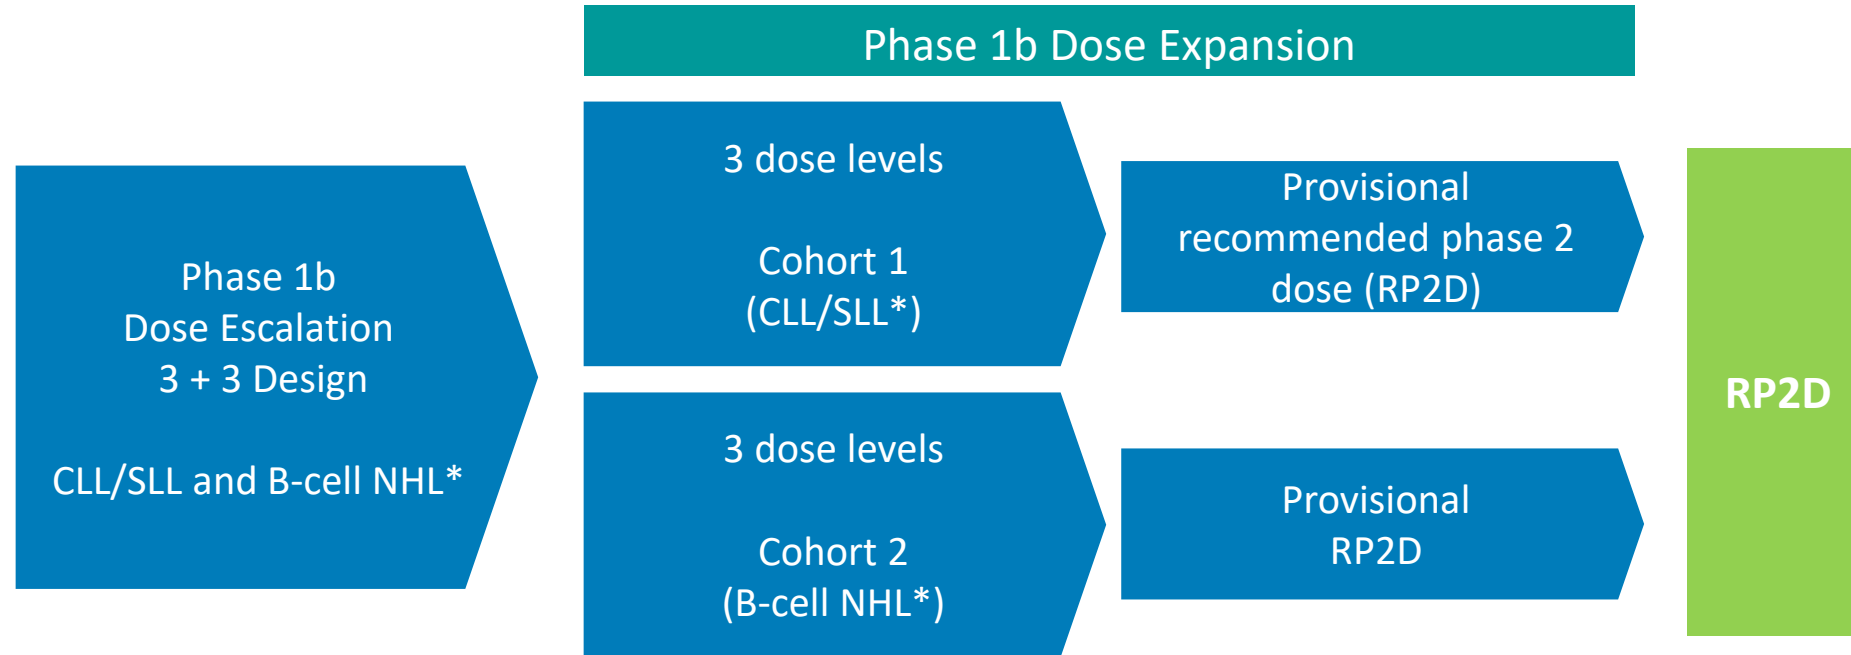 Phase 1b Dose Expansion
Phase 1b
Dose Escalation
3 + 3 Design
CLL/SLL and B-cell NHL*
3 dose levels
Cohort 1
(CLL/SLL*)
Provisional
recommended phase 2
dose (RP2D)
3 dose levels
Cohort 2
(B-cell NHL*)
Provisional
RP2D
RP2D